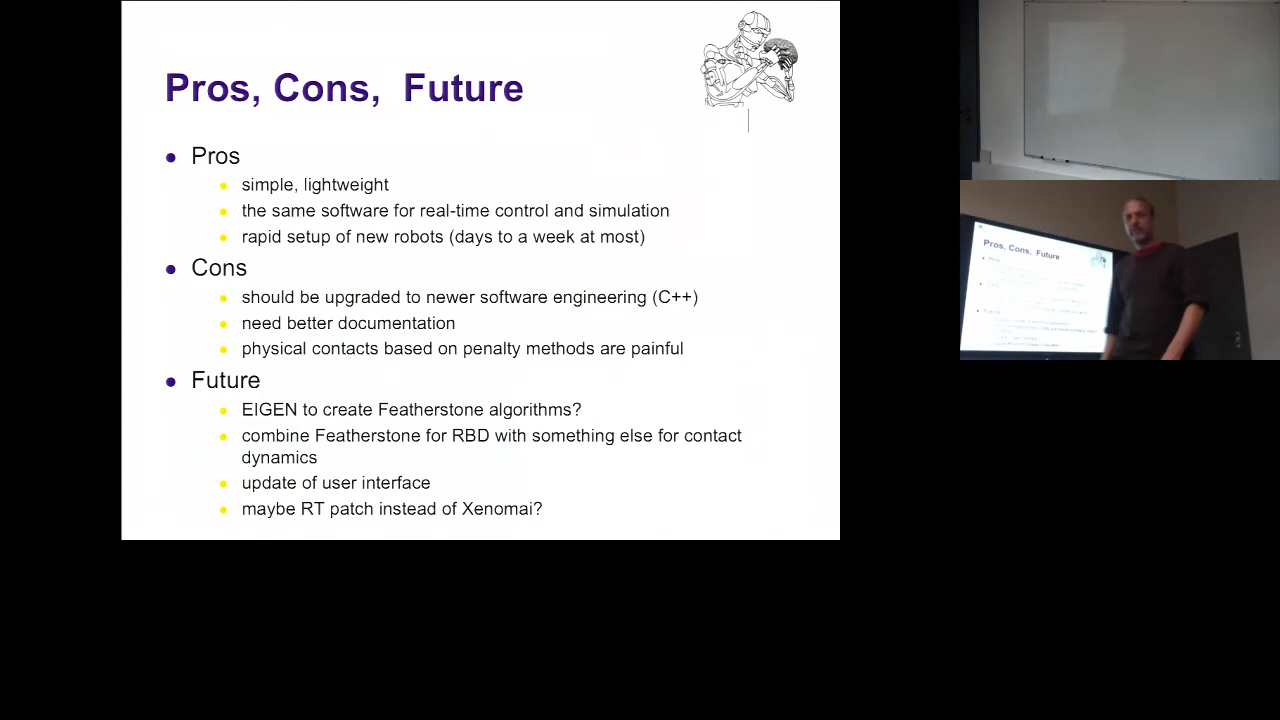 Pros, Cons, Future
Pros
simple, lightweight
the same software for real-time control and simulation
rapid setup of new robots (days to a week at most)
Cons
should be upgraded to newer software engineering (C++)
need better documentation
physical contacts based on penalty methods are painful
Future
EIGEN to create Featherstone algorithms?
combine Featherstone for RBD with something else for contact
dynamics
update of user interface
maybe RT patch instead of Xenomai?
Pros, Cons, Future